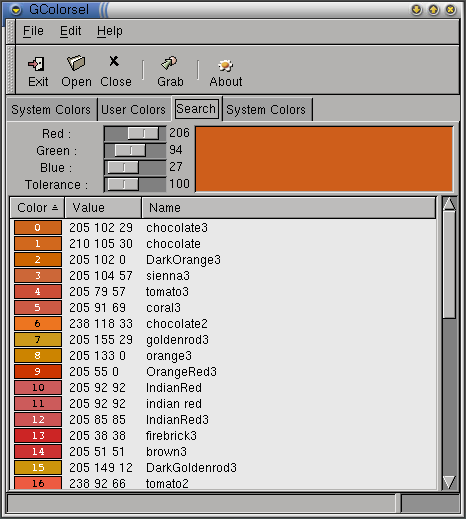 GColorsel
File Edit Help
Exit Open Close Grab About
System Colors User Colors Search System Colors
Red : 206
Green : 94
Blue : 27
Tolerance : 100
Color Value Name
0 205 102 29 chocolate3
1 210 105 30 chocolate
2 205 102 0 DarkOrange3
3 205 104 57 sienna3
4 205 79 57 tomato3
5 205 91 69 coral3
6 238 118 33 chocolate2
7 205 155 29 goldenrod3
8 205 133 0 orange3
9 205 55 0 OrangeRed3
10 205 92 92 IndianRed
11 205 92 92 indian red
12 205 85 85 IndianRed3
13 205 38 38 firebrick3
14 205 51 51 brown3
15 205 149 12 DarkGoldenrod3
16 238 92 66 tomato2